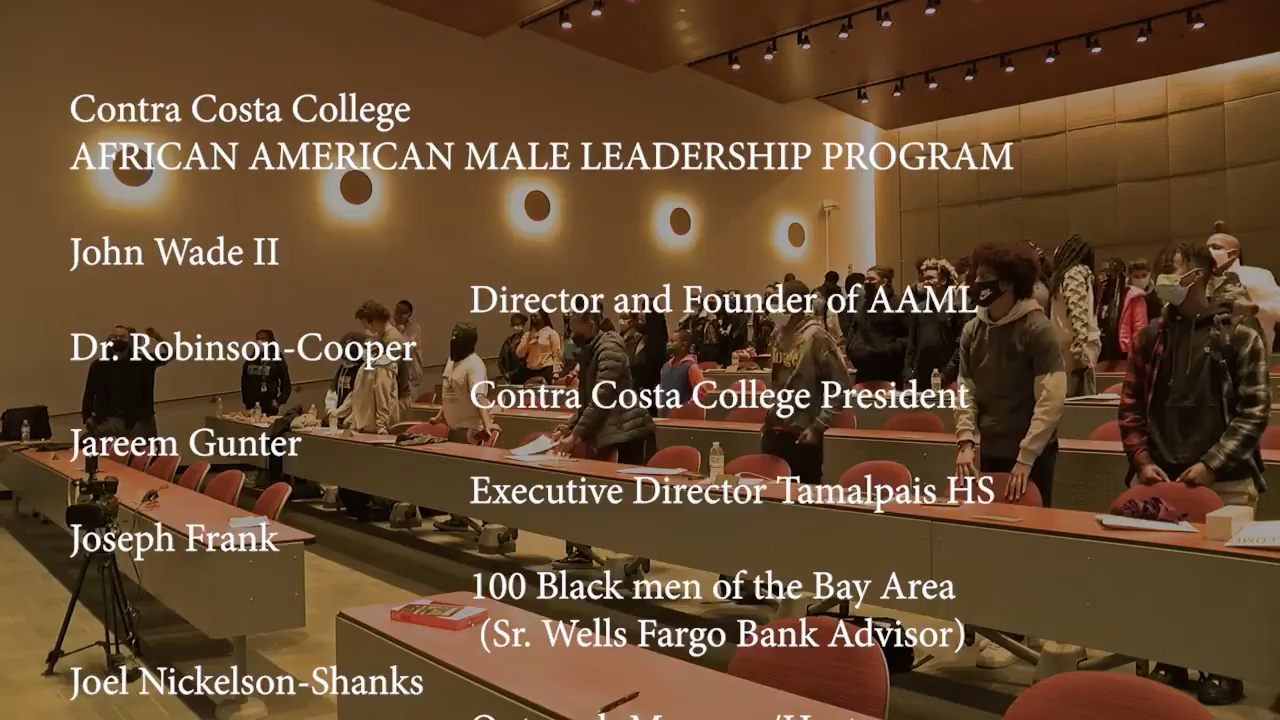 Contra Costa College
AFRICAN AMERICAN MALE LEADERSHIP PROGRAM
John Wade II
Director and Founder of AAML
Dr. Robinson-Cooper
Contra Costa College President
Jareem Gunter
Executive Director Tamalpais HS
Joseph Frank
100 Black men of the Bay Area
(Sr. Wells Fargo Bank Advisor)
Joel Nickelson-Shanks